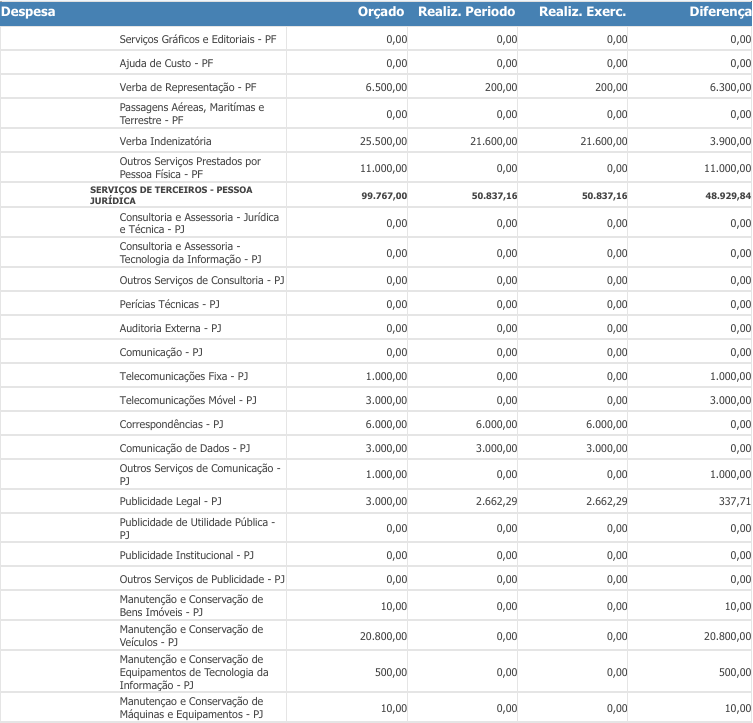 Despesa Orçado Realiz. Periodo Realiz. Exerc. Diferença
Serviços Gráficos e Editoriais - PF 0,00 0,00 0,00 0,00
Ajuda de Custo - PF 0,00 0,00 0,00 0,00
Verba de Representação - PF 6.500,00 200,00 200,00 6.300,00
Passagens Aéreas, Maritímas e
Terrestre - PF 0,00 0,00 0,00 0,00
Verba Indenizatória 25.500,00 21.600,00 21.600,00 3.900,00
Outros Serviços Prestados por
Pessoa Física - PF 11.000,00 0,00 0,00 11.000,00
SERVIÇOS DE TERCEIROS - PESSOA
JURÍDICA 99.767,00 50.837,16 50.837,16 48.929,84
Consultoria e Assessoria - Jurídica
e Técnica - PJ 0,00 0,00 0,00 0,00
Consultoria e Assessoria -
Tecnologia da Informação - PJ 0,00 0,00 0,00 0,00
Outros Serviços de Consultoria - PJ 0,00 0,00 0,00 0,00
Perícias Técnicas - PJ 0,00 0,00 0,00 0,00
Auditoria Externa - PJ 0,00 0,00 0,00 0,00
Comunicação - PJ 0,00 0,00 0,00 0,00
Telecomunicações Fixa - PJ 1.000,00 0,00 0,00 1.000,00
Telecomunicações Móvel - PJ 3.000,00 0,00 0,00 3.000,00
Correspondências - PJ 6.000,00 6.000,00 6.000,00 0,00
Comunicação de Dados - PJ 3.000,00 3.000,00 3.000,00 0,00
Outros Serviços de Comunicação -
PJ 1.000,00 0,00 0,00 1.000,00
Publicidade Legal - PJ 3.000,00 2.662,29 2.662,29 337,71
Publicidade de Utilidade Pública -
PJ 0,00 0,00 0,00 0,00
Publicidade Institucional - PJ 0,00 0,00 0,00 0,00
Outros Serviços de Publicidade - PJ 0,00 0,00 0,00 0,00
Manutenção e Conservação de
Bens Imóveis - PJ 10,00 0,00 0,00 10,00
Manutenção e Conservação de
Veículos - PJ 20.800,00 0,00 0,00 20.800,00
Manutenção e Conservação de
Equipamentos de Tecnologia da
Informação - PJ 500,00 0,00 0,00 500,00
Manutençao e Conservação de
Máquinas e Equipamentos - PJ 10,00 0,00 0,00 10,00